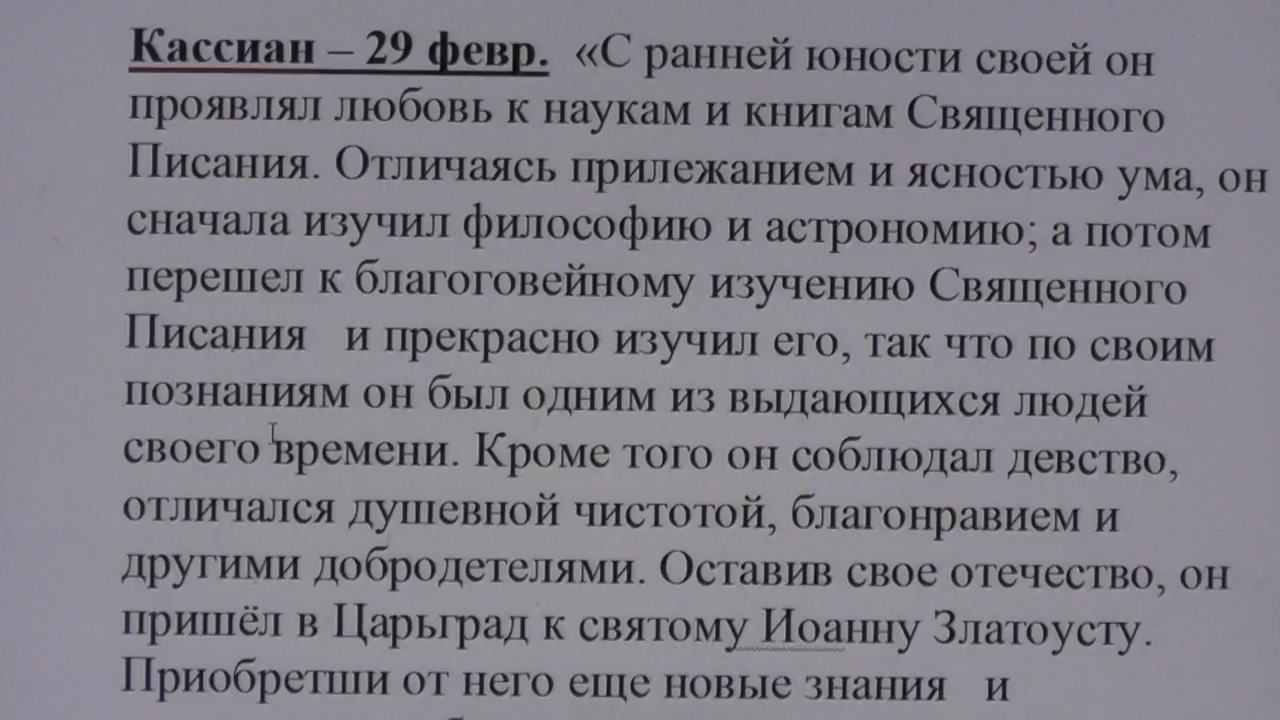 Кассиан – 29 февр. «С ранней юности своей он
проявлял любовь к наукам и книгам Священного
Писания. Отличаясь прилежанием и ясностью ума, он
сначала изучил философию и астрономию; а потом
перешел к благоговейному изучению Священного
Писания и прекрасно изучил его, так что по своим
познаниям он был одним из выдающихся людей
своего времени. Кроме того он соблюдал девство,
отличался душевной чистотой, благонравием и
другими добродетелями. Оставив свое отечество, он
пришёл в Царьград к святому Иоанну Златоусту.
Приобретши от него еще новые знания и